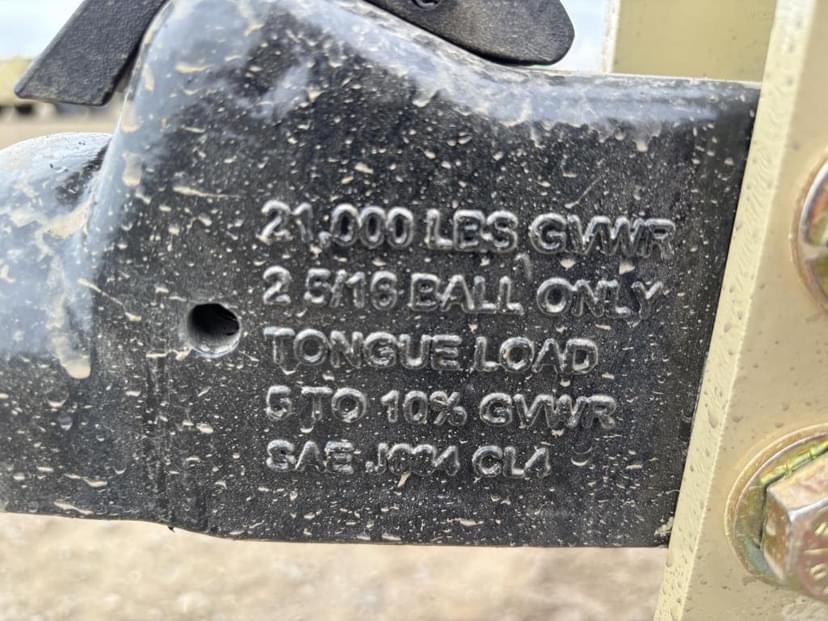 21,000 LBS GVWR
2 5/16 BALL ONLY
TONGUE LOAD
5 TO 10% GVWR
SAE J684 CL4